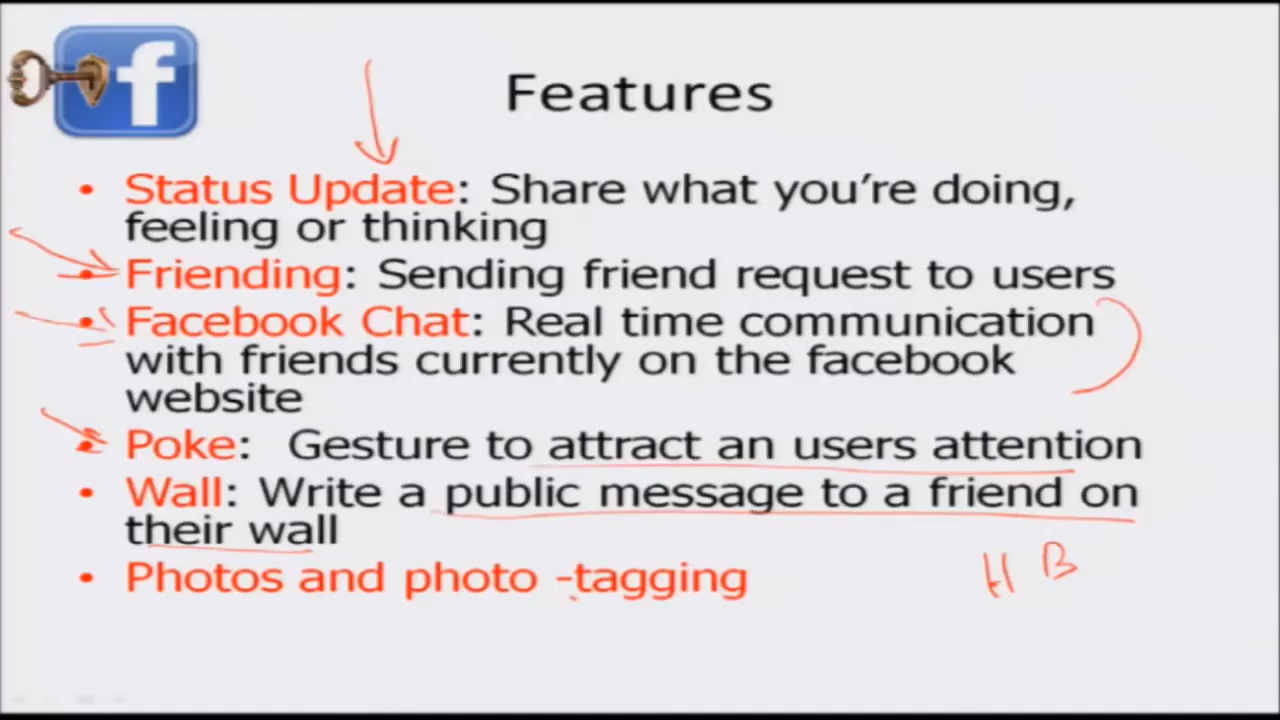 f
Features
• Status Update: Share what you're doing,
feeling or thinking
• Friending: Sending friend request to users
• Facebook Chat: Real time communication
with friends currently on the facebook
website
• Poke: Gesture to attract an users attention
• Wall: Write a public message to a friend on
their wall
• Photos and photo -tagging
H B